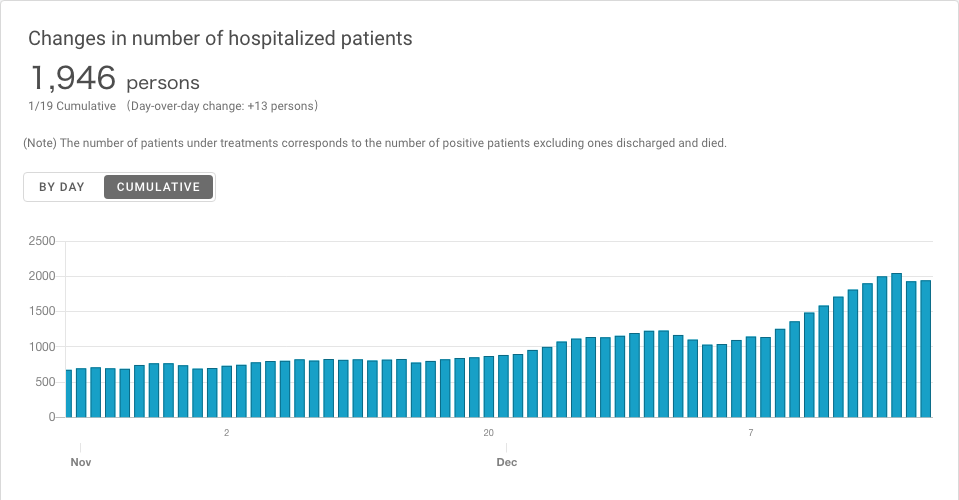 Changes in number of hospitalized patients
1,946 persons
1/19 Cumulative (Day-over-day change: +13 persons)
(Note) The number of patients under treatments corresponds to the number of positive patients excluding ones discharged and died.
BY DAY CUMULATIVE
2500
2000
1500
1000
500
0
2 20 7
Nov Dec